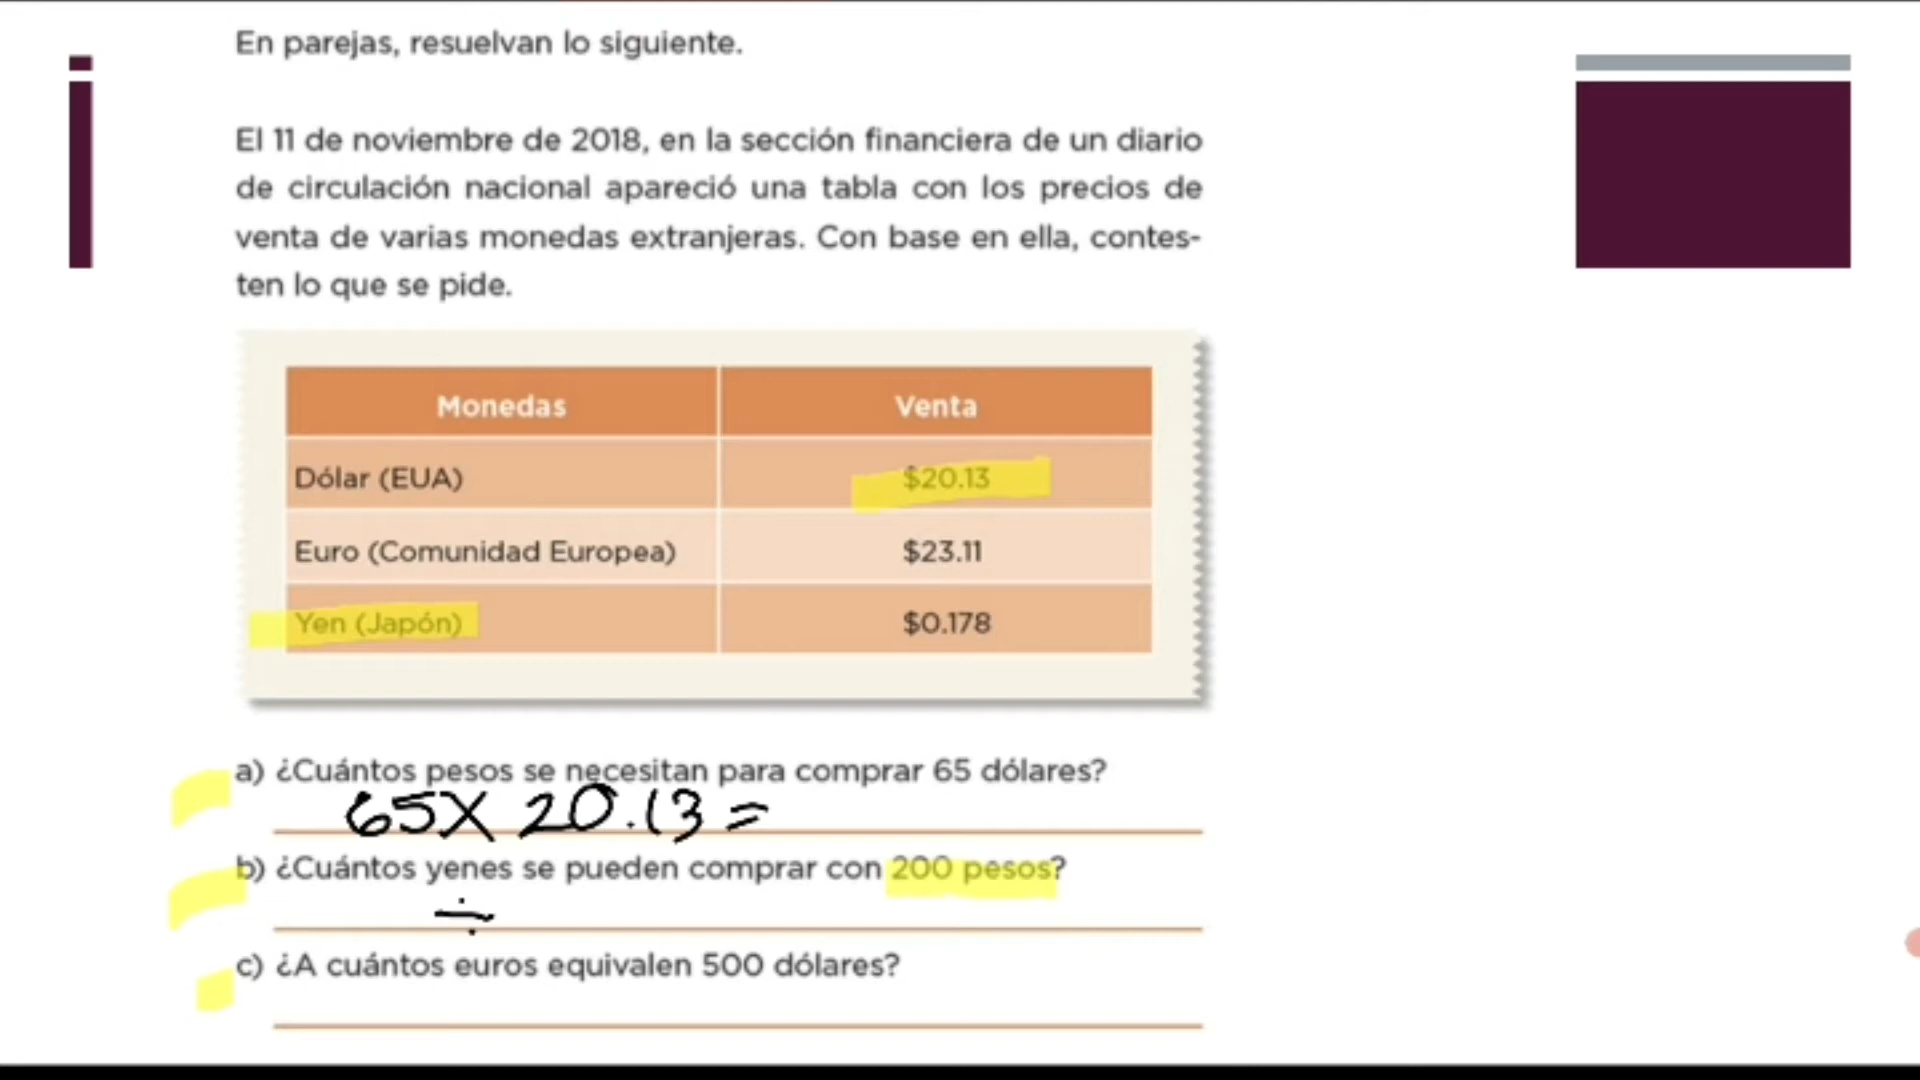 En parejas, resuelvan lo siguiente.
El 11 de noviembre de 2018, en la sección financiera de un diario
de circulación nacional apareció una tabla con los precios de
venta de varias monedas extranjeras. Con base en ella, contes-
ten lo que se pide.
Monedas Venta
Dólar (EUA) $20.13
Euro (Comunidad Europea) $23.11
Yen (Japón) $0.178
a) ¿Cuántos pesos se necesitan para comprar 65 dólares?
65X 20.13 =
b) ¿Cuántos yenes se pueden comprar con 200 pesos?
÷
c) ¿A cuántos euros equivalen 500 dólares?